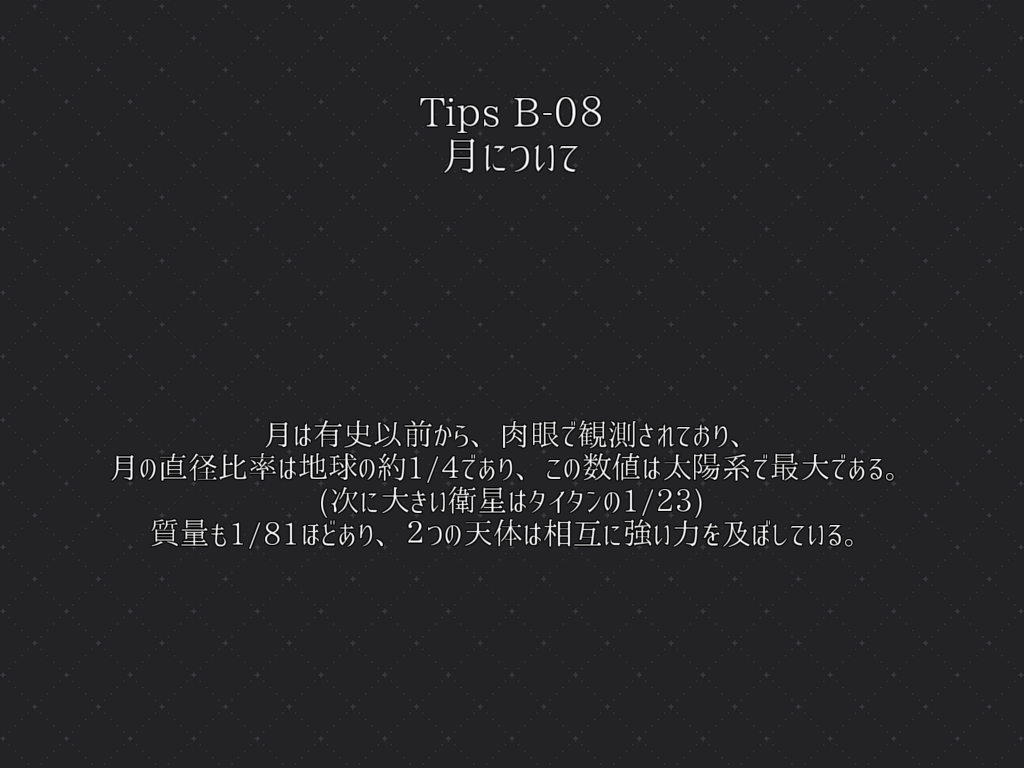 Tips B-08
月について
月は有史以前から、肉眼で観測されており、
月の直径比率は地球の約1/4であり、この数値は太陽系で最大である。
(次に大きい衛星はタイタンの1/23)
質量も1/81ほどあり、2つの天体は相互に強い力を及ぼしている。